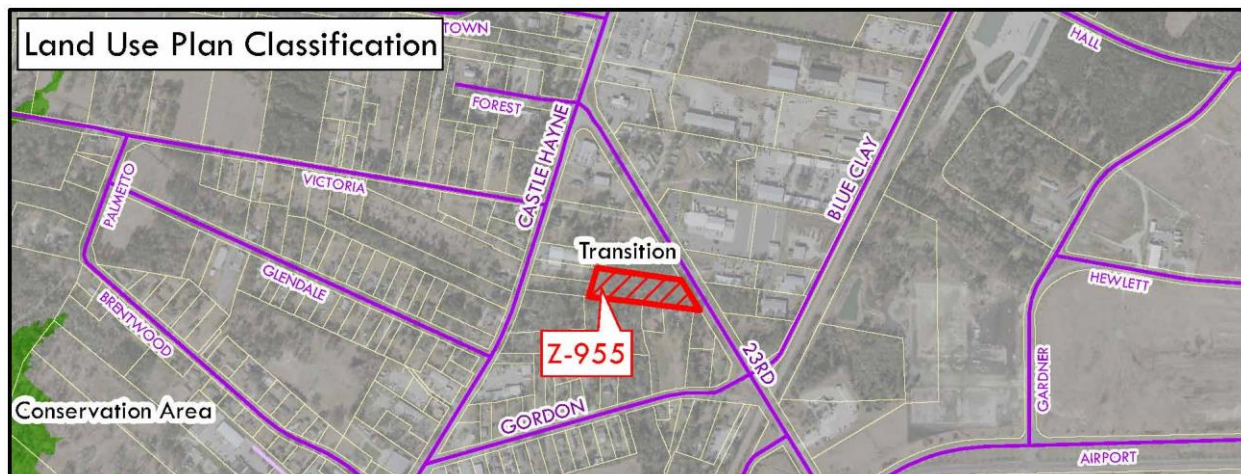 Land Use Plan Classification
TOWN
HALL
FOREST
CASTLE HAYNE
BLUE CLAY
VICTORIA
PALMETTO
Transition
GLENDALE
HEWLETT
BRENTWOOD
Z-955
23RD
GARDNER
Conservation Area
GORDON
AIRPORT